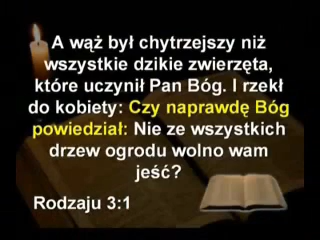 A wąż był chytrzejszy niż
wszystkie dzikie zwierzęta,
które uczynił Pan Bóg. I rzekł
do kobiety: Czy naprawdę Bóg
powiedział: Nie ze wszystkich
drzew ogrodu wolno wam
jeść?
Rodzaju 3:1